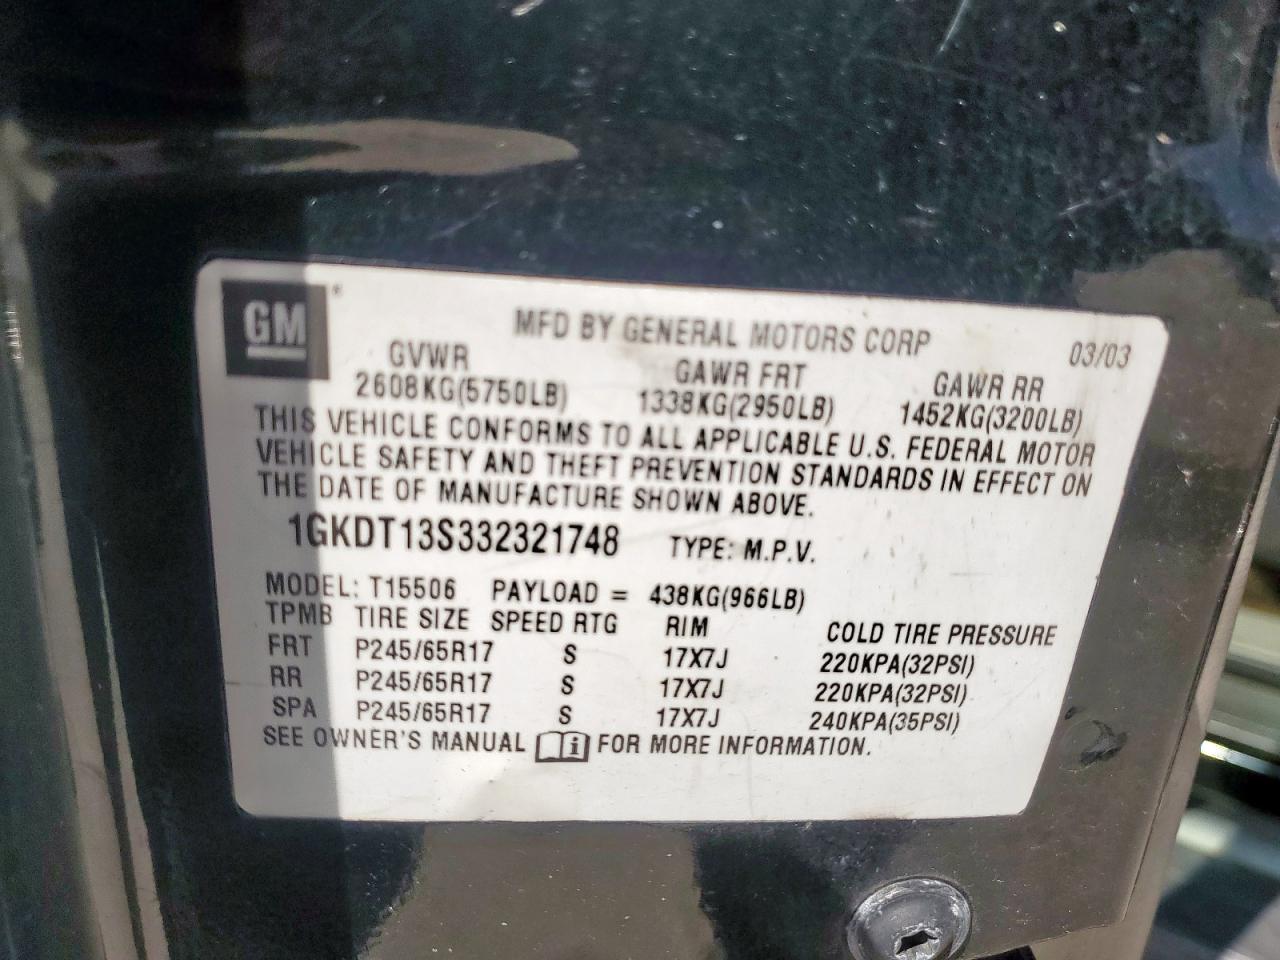 GM ®
MFD BY GENERAL MOTORS CORP 03/03
GVWR GAWR FRT GAWR RR
2608KG(5750LB) 1338KG(2950LB) 1452KG(3200LB)
THIS VEHICLE CONFORMS TO ALL APPLICABLE U.S. FEDERAL MOTOR
VEHICLE SAFETY AND THEFT PREVENTION STANDARDS IN EFFECT ON
THE DATE OF MANUFACTURE SHOWN ABOVE.
1GKDT13S332321748 TYPE: M.P.V.
MODEL: T15506 PAYLOAD = 438KG(966LB)
TPMB TIRE SIZE SPEED RTG RIM COLD TIRE PRESSURE
FRT P245/65R17 S 17X7J 220KPA(32PSI)
RR P245/65R17 S 17X7J 220KPA(32PSI)
SPA P245/65R17 S 17X7J 240KPA(35PSI)
SEE OWNER'S MANUAL i FOR MORE INFORMATION.